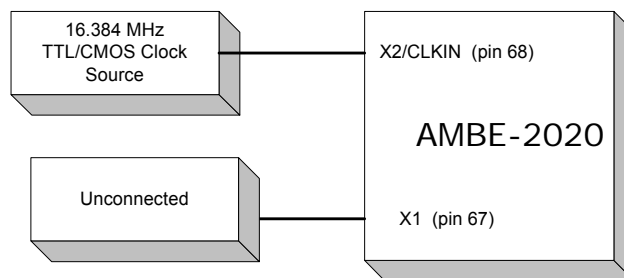 16.384 MHz
TTL/CMOS Clock
Source
X2/CLKIN (pin 68)
AMBE-2020
Unconnected
X1 (pin 67)